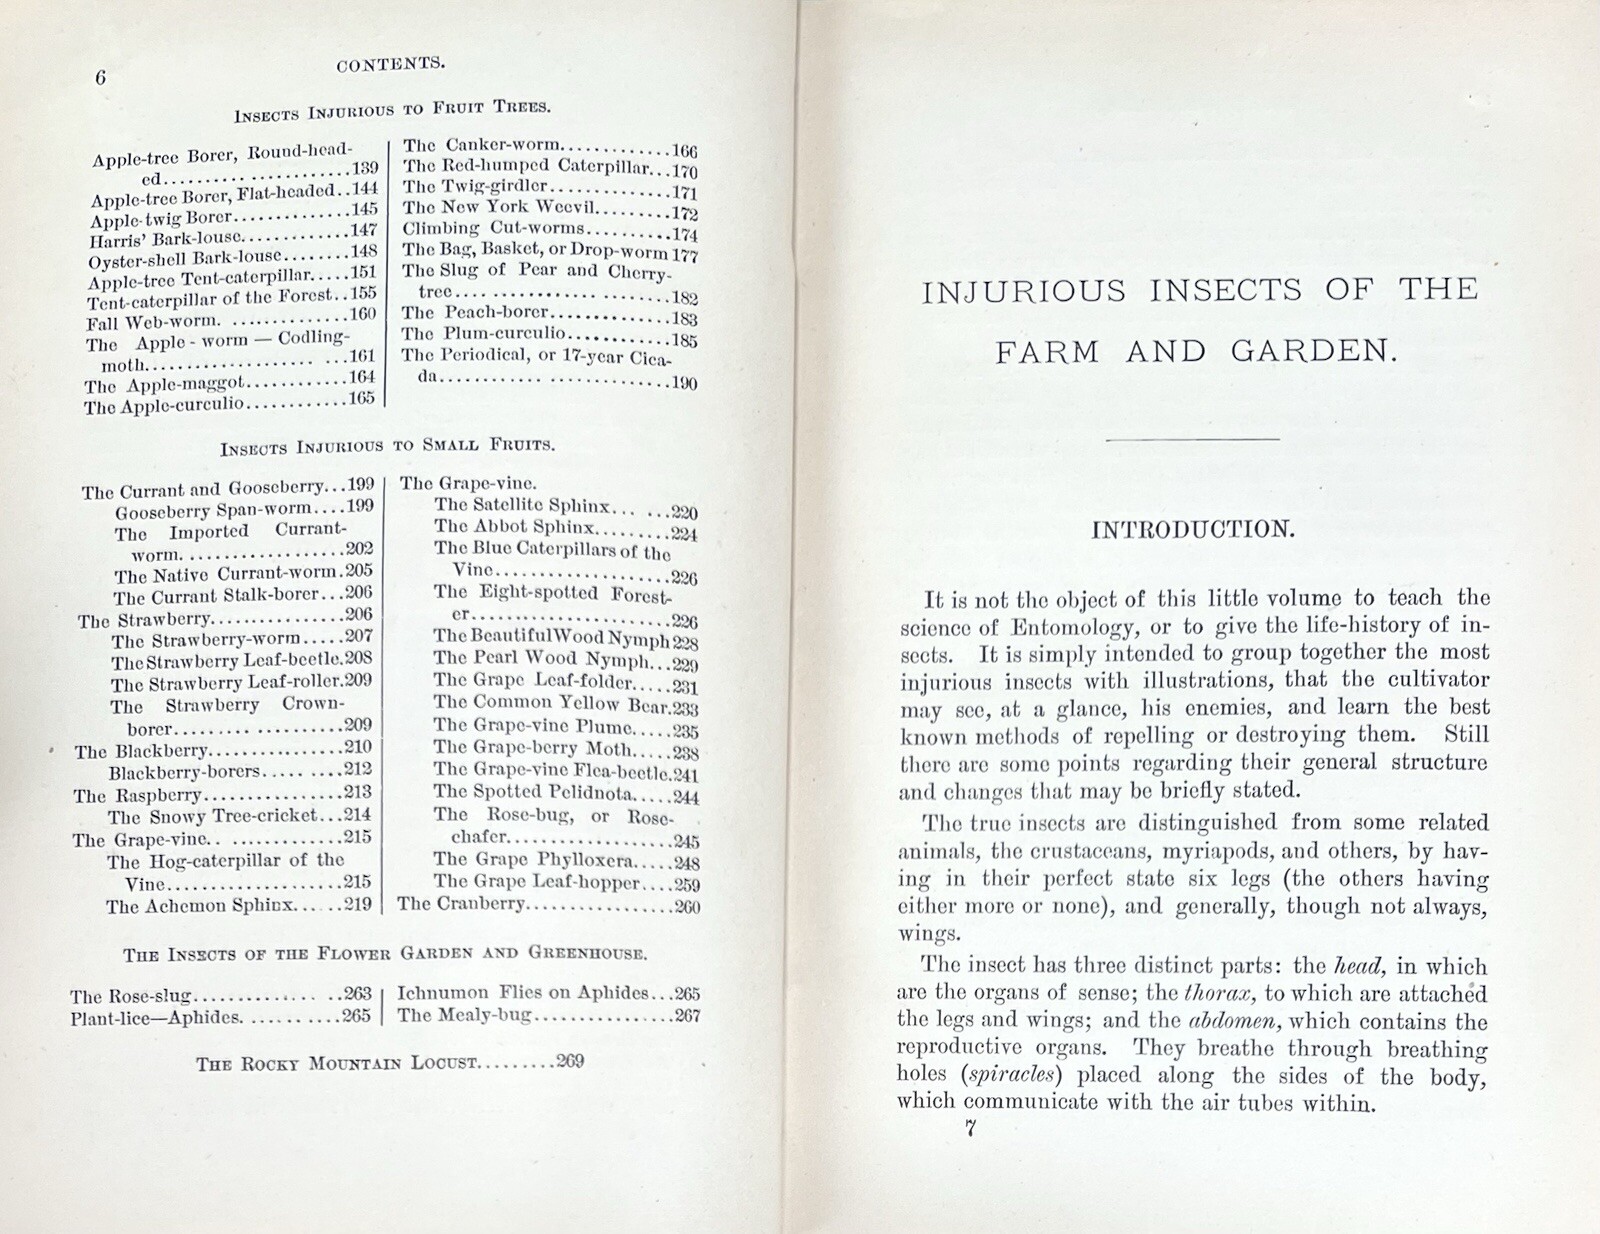 6
CONTENTS.
INSECTS INJURIOUS TO FRUIT TREES.
Apple-tree Borer, Round-head-
ed......................139
Apple-tree Borer, Flat-headed..144
Apple-twig Borer..............145
Harris' Bark-louse.............147
Oyster-shell Bark-louse........148
Apple-tree Tent-caterpillar.....151
Tent-caterpillar of the Forest..155
Fall Web-worm. .............160
The Apple-worm — Codling-
moth...................... ...161
The Apple-maggot............164
The Apple-curculio............165
The Canker-worm.............166
The Red-humped Caterpillar...170
The Twig-girdler..............171
The New York Weevil.........172
Climbing Cut-worms..........174
The Bag, Basket, or Drop-worm 177
The Slug of Pear and Cherry-
tree.........................182
The Peach-borer..............183
The Plum-curculio............185
The Periodical, or 17-year Cica-
da............ ..............190
INSECTS INJURIOUS TO SMALL FRUITS.
The Currant and Gooseberry...199
Gooseberry Span-worm....199
The Imported Currant-
worm. ..................202
The Native Currant-worm.205
The Currant Stalk-borer...206
The Strawberry................206
The Strawberry-worm.....207
The Strawberry Leaf-beetle.208
The Strawberry Leaf-roller.209
The Strawberry Crown-
borer......... .............209
The Blackberry................210
Blackberry-borers..... ....212
The Raspberry................213
The Snowy Tree-cricket...214
The Grape-vine.. .............215
The Hog-caterpillar of the
Vine....................215
The Achemon Sphinx... ...219
The Grape-vine.
The Satellite Sphinx... ...220
The Abbot Sphinx.........224
The Blue Caterpillars of the
Vine....................226
The Eight-spotted Forest-
er.......................226
The Beautiful Wood Nymph 228
The Pearl Wood Nymph...229
The Grape Leaf-folder.....231
The Common Yellow Bear.233
The Grape-vine Plume.....235
The Grape-berry Moth.....238
The Grape-vine Flea-beetle.241
The Spotted Pelidnota.....244
The Rose-bug, or Rose-
chafer...................245
The Grape Phylloxera.....248
The Grape Leaf-hopper....259
The Cranberry.................260
THE INSECTS OF THE FLOWER GARDEN AND GREENHOUSE.
The Rose-slug.............. ..263
Plant-lice—Aphides. ..........265
Ichnumon Flies on Aphides...265
The Mealy-bug................267
THE ROCKY MOUNTAIN LOCUST.........269
INJURIOUS INSECTS OF THE
FARM AND GARDEN.
INTRODUCTION.
It is not the object of this little volume to teach the
science of Entomology, or to give the life-history of in-
sects. It is simply intended to group together the most
injurious insects with illustrations, that the cultivator
may see, at a glance, his enemies, and learn the best
known methods of repelling or destroying them. Still
there are some points regarding their general structure
and changes that may be briefly stated.
The true insects are distinguished from some related
animals, the crustaceans, myriapods, and others, by hav-
ing in their perfect state six legs (the others having
either more or none), and generally, though not always,
wings.
The insect has three distinct parts: the head, in which
are the organs of sense; the thorax, to which are attached
the legs and wings; and the abdomen, which contains the
reproductive organs. They breathe through breathing
holes (spiracles) placed along the sides of the body,
which communicate with the air tubes within.
7